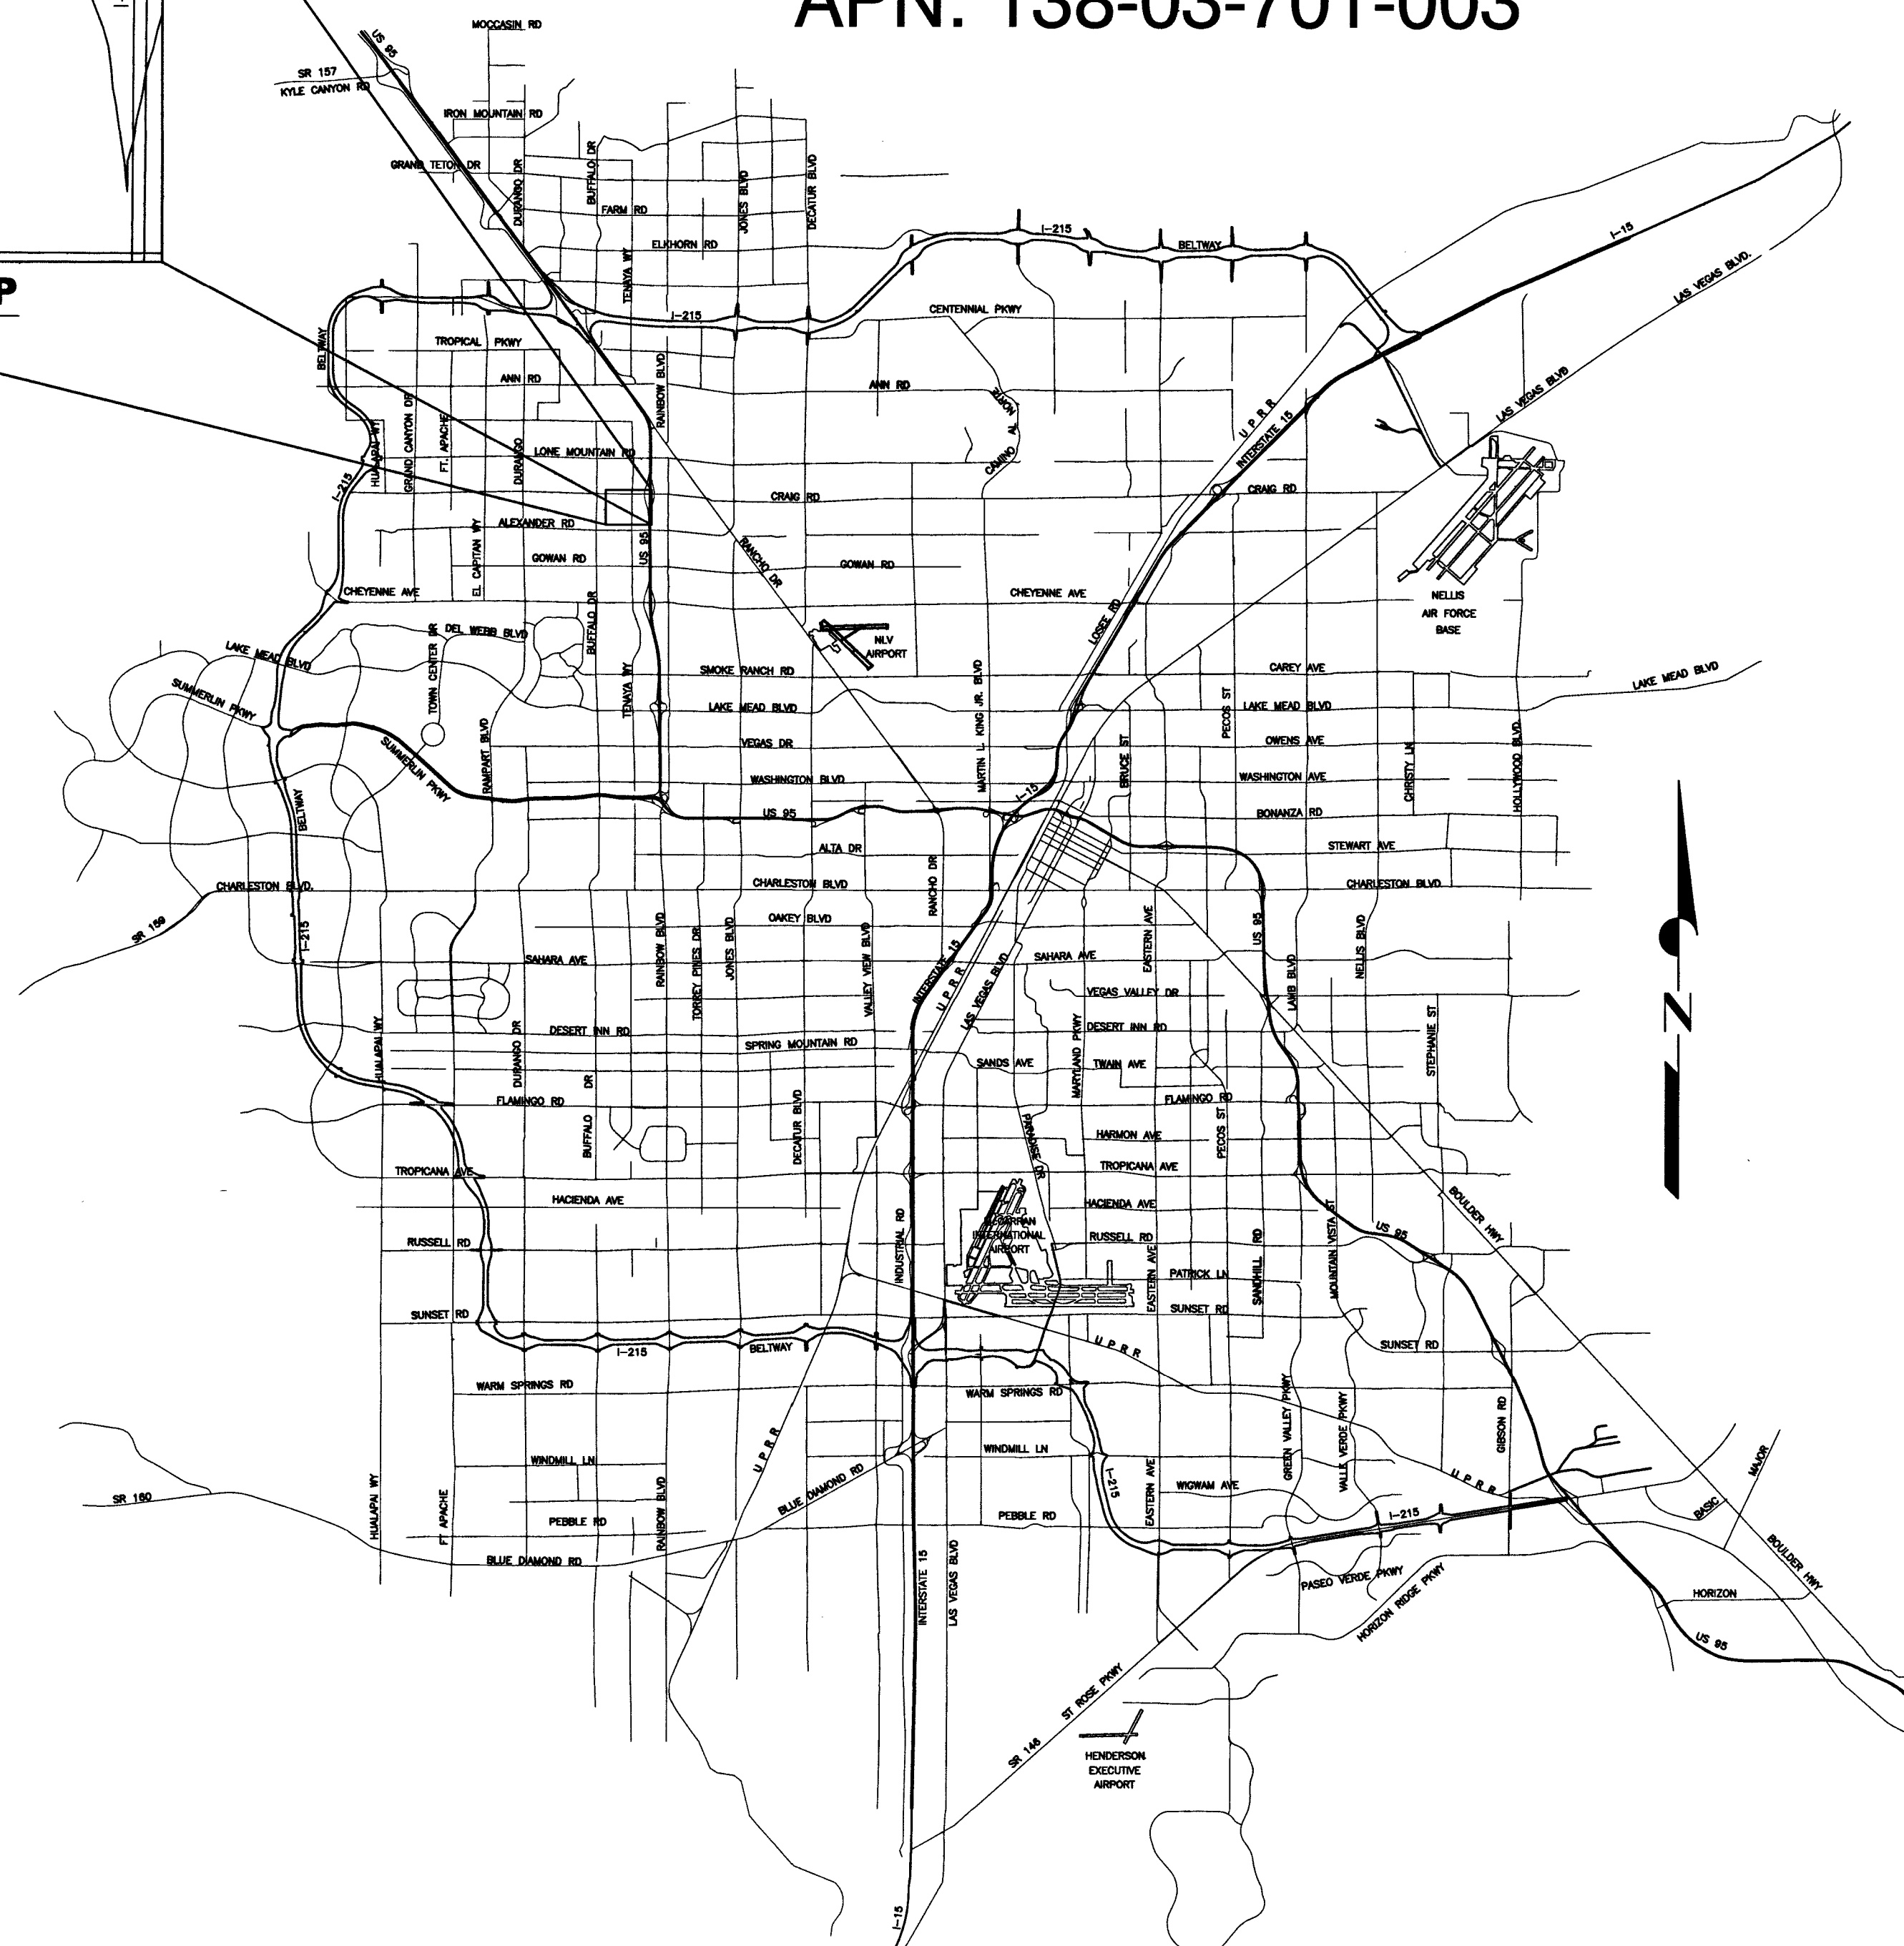 APN: 138-03-701-003
P
MOCCASIN RD
US 95
SR 157
KYLE CANYON RD
IRON MOUNTAIN RD
GRAND TETON DR
DURANGO DR
BUFFALO DR
FARM RD
JONES BLVD
DECATUR BLVD
ELKHORN RD
TENAYA WY
I-215
BELTWAY
I-15
LAS VEGAS BLVD.
CENTENNIAL PKWY
I-215
BELTWAY
TROPICAL PKWY
RAINBOW BLVD
ANN RD
ANN RD
CAMINO AL NORTE
U P R R
INTERSTATE 15
LAS VEGAS BLVD
HUALAPAI WY
GRAND CANYON DR
FT. APACHE
DURANGO
LONE MOUNTAIN RD
I-215
CRAIG RD
CRAIG RD
EL CAPITAN WY
ALEXANDER RD
GOWAN RD
US 95
RANCHO DR
GOWAN RD
CHEYENNE AVE
CHEYENNE AVE
NELLIS
AIR FORCE
BASE
LOSEE RD
BUFFALO DR
DEL WEBB BLVD
TOWN CENTER DR
NLV
AIRPORT
LAKE MEAD BLVD
SUMMERLIN PKWY
SMOKE RANCH RD
CAREY AVE
LAKE MEAD BLVD
TENAYA WY
LAKE MEAD BLVD
MARTIN L. KING JR. BLVD
PECOS ST
LAKE MEAD BLVD
SUMMERLIN PKWY
RAMPART BLVD
VEGAS DR
BRUCE ST
OWENS AVE
CHRISTY LN
HOLLYWOOD BLVD.
WASHINGTON BLVD
WASHINGTON AVE
BELTWAY
I-15
US 95
BONANZA RD
ALTA DR
STEWART AVE
CHARLESTON BLVD.
CHARLESTON BLVD
RANCHO DR
CHARLESTON BLVD.
SR 159
I-215
OAKEY BLVD
US 95
SAHARA AVE
RAINBOW BLVD
TORREY PINES DR
JONES BLVD
VALLEY VIEW BLVD
INTERSTATE 15
U P R R
LAS VEGAS BLVD
SAHARA AVE
EASTERN AVE
LAMB BLVD
NELLIS BLVD
VEGAS VALLEY DR
N
HUALAPAI WY
DURANGO DR
DESERT INN RD
SPRING MOUNTAIN RD
MARYLAND PKWY
DESERT INN RD
STEPHANIE ST
SANDS AVE
TWAIN AVE
FLAMINGO RD
BUFFALO DR
DECATUR BLVD
FLAMINGO RD
PARADISE DR
HARMON AVE
PECOS ST
TROPICANA AVE
TROPICANA AVE
HACIENDA AVE
HACIENDA AVE
BOULDER HWY
RUSSELL RD
INDUSTRIAL RD
McCARRAN
INTERNATIONAL
AIRPORT
RUSSELL RD
EASTERN AVE
PATRICK LN
SANDHILL RD
MOUNTAIN VISTA ST
US 95
SUNSET RD
SUNSET RD
I-215
BELTWAY
U P R R
SUNSET RD
WARM SPRINGS RD
WARM SPRINGS RD
GREEN VALLEY PKWY
VALLE VERDE PKWY
GIBSON RD
U P R R
WINDMILL LN
WINDMILL LN
BLUE DIAMOND RD
I-215
EASTERN AVE
WIGWAM AVE
U P R R
MAJOR
BASIC
SR 160
HUALAPAI WY
FT APACHE
PEBBLE RD
RAINBOW BLVD
PEBBLE RD
I-215
BLUE DIAMOND RD
INTERSTATE 15
LAS VEGAS BLVD
PASEO VERDE PKWY
HORIZON RIDGE PKWY
BOULDER HWY
HORIZON
US 95
ST ROSE PKWY
SR 146
HENDERSON
EXECUTIVE
AIRPORT
I-15